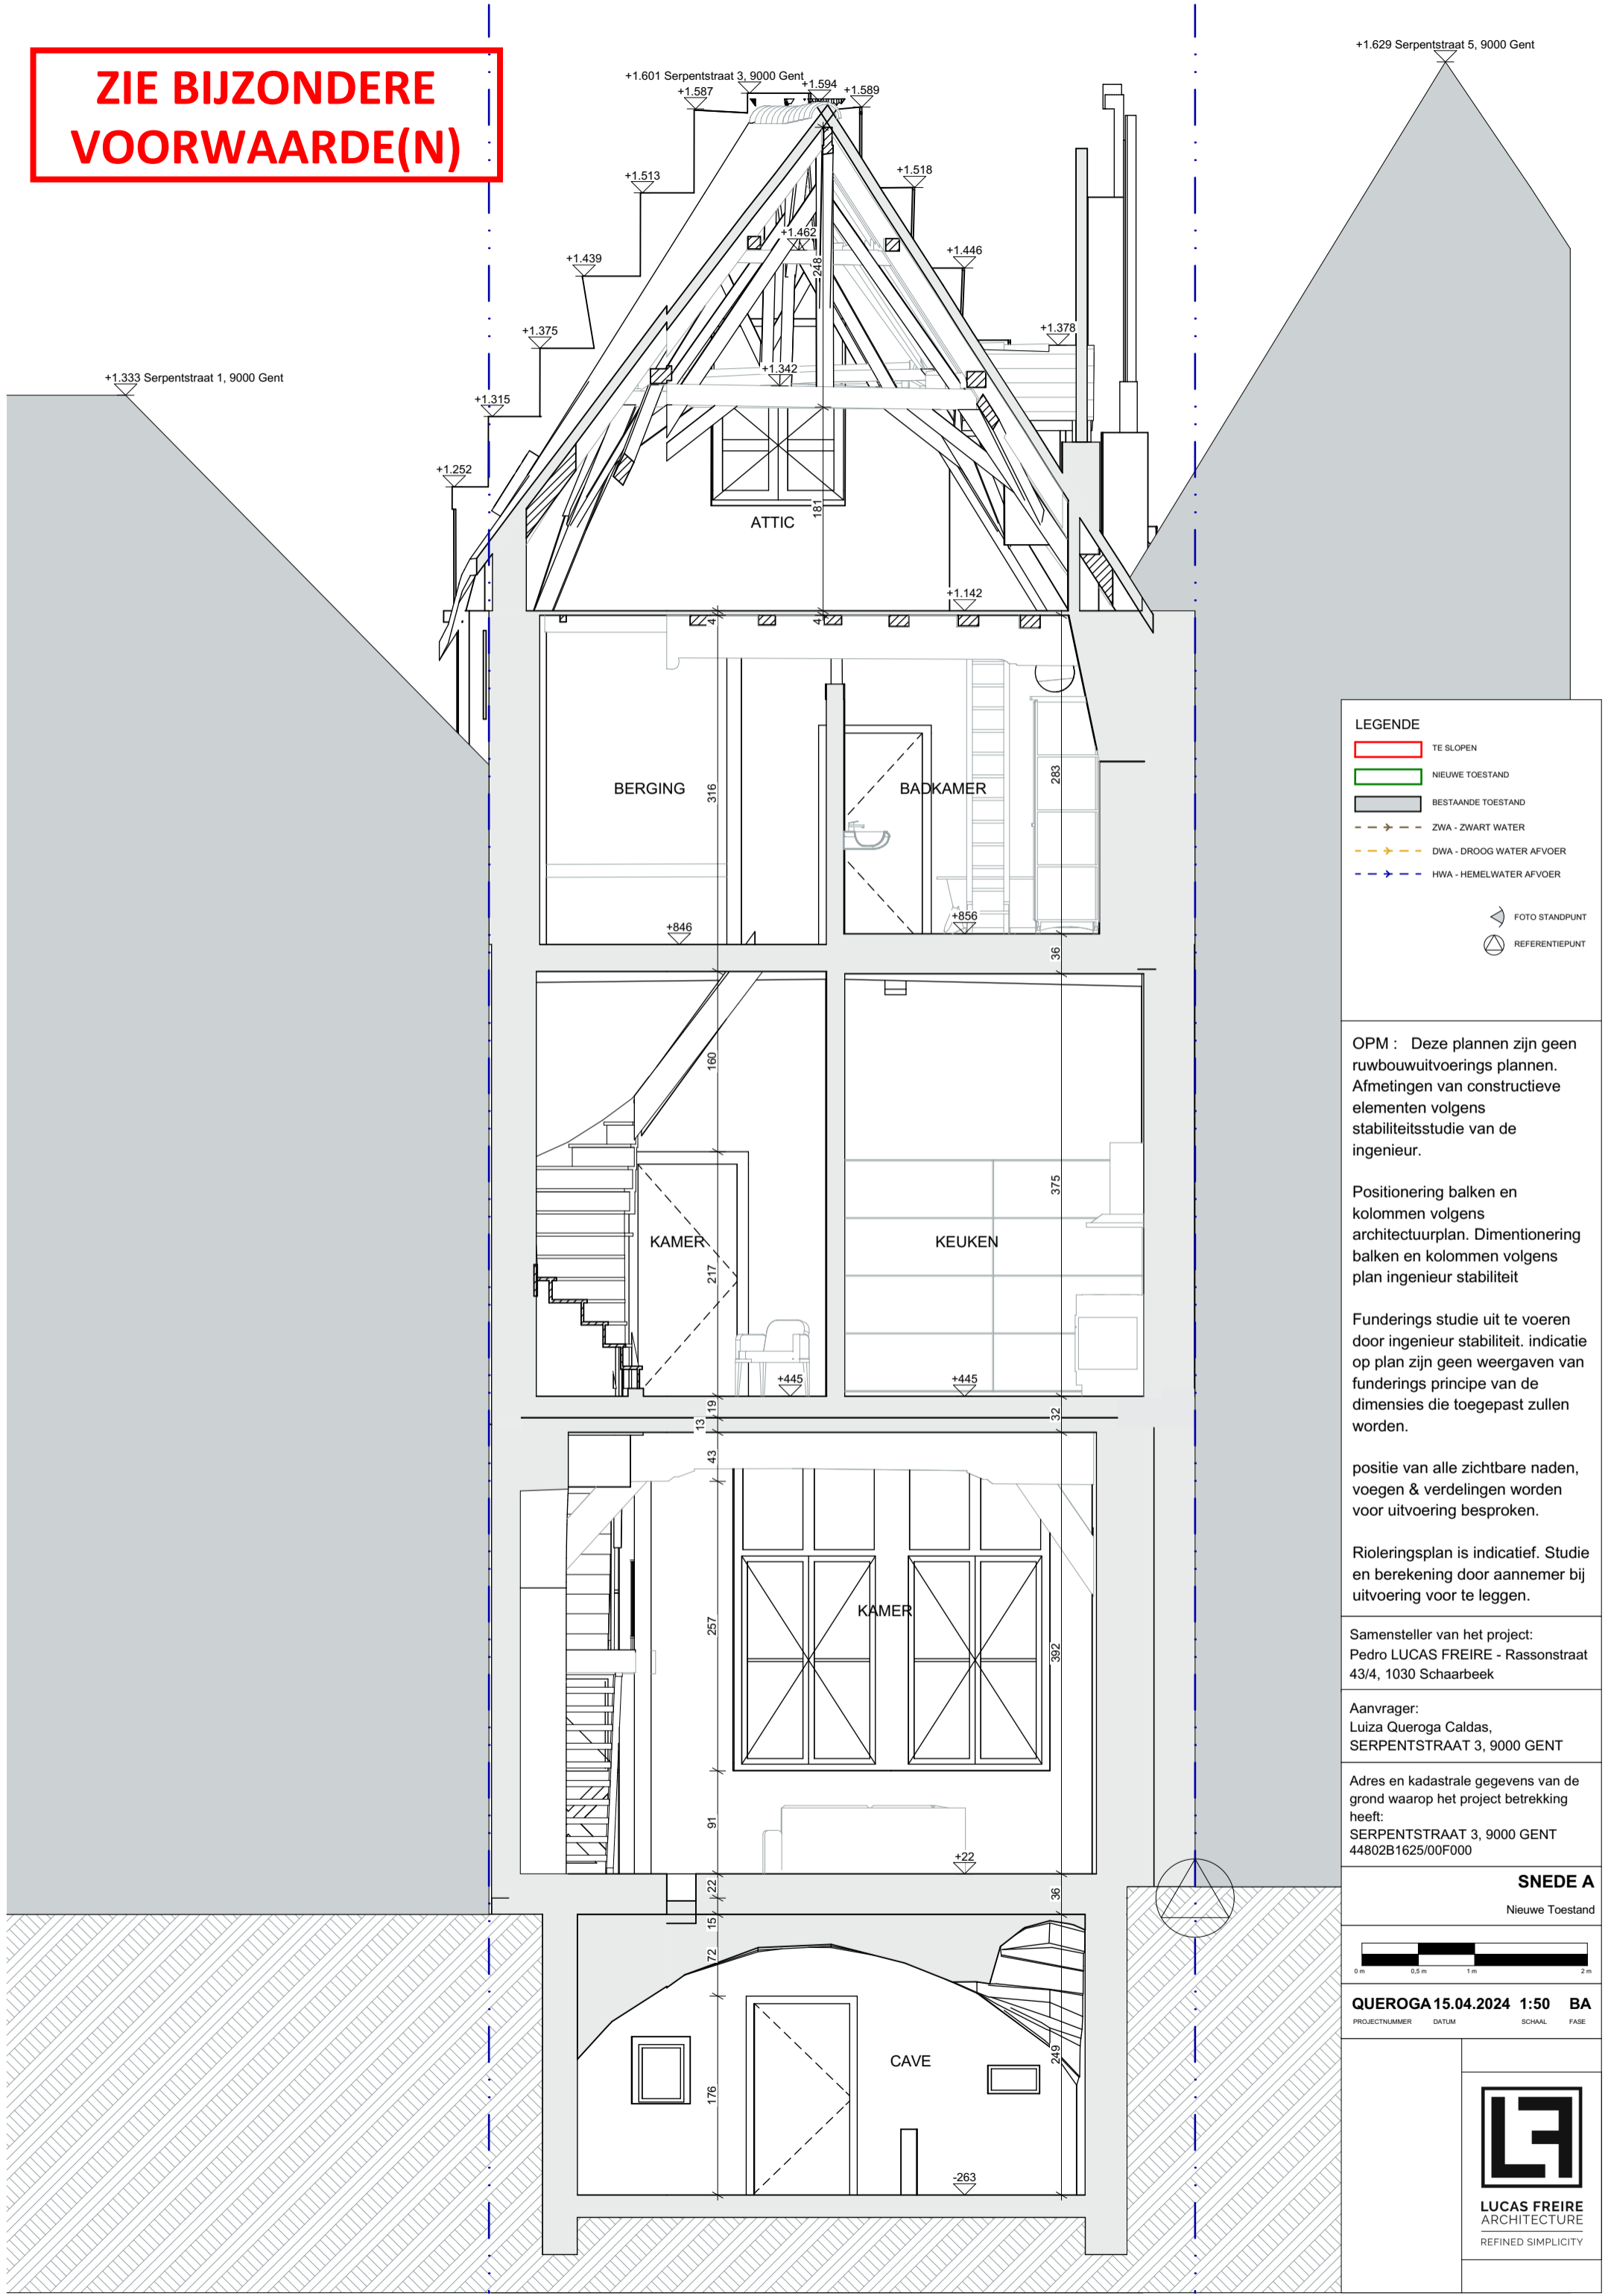 ZIE BIJZONDERE
VOORWAARDE(N)
+1.629 Serpentstraat 5, 9000 Gent
+1.601 Serpentstraat 3, 9000 Gent
+1.594
+1.587
+1.589
+1.513
+1.518
+1.462
+1.446
+1.439
248
+1.375
+1.378
+1.342
+1.333 Serpentstraat 1, 9000 Gent
+1.315
+1.252
181
ATTIC
+1.142
4
4
BERGING
316
BADKAMER
283
+846
+856
36
160
375
KAMER
217
KEUKEN
+445
+445
19
13
32
43
KAMER
257
392
91
+22
22
36
15
72
CAVE
249
176
-263
LEGENDE
TE SLOPEN
NIEUWE TOESTAND
BESTAANDE TOESTAND
ZWA - ZWART WATER
DWA - DROOG WATER AFVOER
HWA - HEMELWATER AFVOER
FOTO STANDPUNT
REFERENTIEPUNT
OPM : Deze plannen zijn geen
ruwbouwuitvoerings plannen.
Afmetingen van constructieve
elementen volgens
stabiliteitsstudie van de
ingenieur.
Positionering balken en
kolommen volgens
architectuurplan. Dimentionering
balken en kolommen volgens
plan ingenieur stabiliteit
Funderings studie uit te voeren
door ingenieur stabiliteit. indicatie
op plan zijn geen weergaven van
funderings principe van de
dimensies die toegepast zullen
worden.
positie van alle zichtbare naden,
voegen & verdelingen worden
voor uitvoering besproken.
Rioleringsplan is indicatief. Studie
en berekening door aannemer bij
uitvoering voor te leggen.
Samensteller van het project:
Pedro LUCAS FREIRE - Rassonstraat
43/4, 1030 Schaarbeek
Aanvrager:
Luiza Queroga Caldas,
SERPENTSTRAAT 3, 9000 GENT
Adres en kadastrale gegevens van de
grond waarop het project betrekking
heeft:
SERPENTSTRAAT 3, 9000 GENT
44802B1625/00F000
SNEDE A
Nieuwe Toestand
0 m 0,5 m 1 m 2 m
QUEROGA 15.04.2024 1:50 BA
PROJECTNUMMER DATUM SCHAAL FASE
LF
LUCAS FREIRE
ARCHITECTURE
REFINED SIMPLICITY